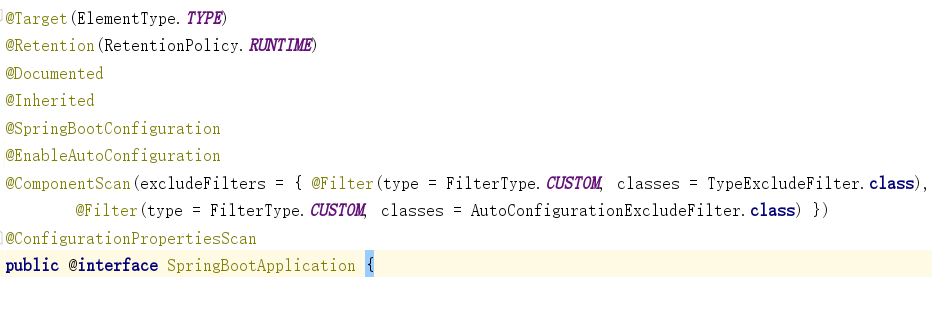 @Target(ElementType.TYPE)
@Retention(RetentionPolicy.RUNTIME)
@Documented
@Inherited
@SpringBootConfiguration
@EnableAutoConfiguration
@ComponentScan(excludeFilters = { @Filter(type = FilterType.CUSTOM, classes = TypeExcludeFilter.class),
@Filter(type = FilterType.CUSTOM, classes = AutoConfigurationExcludeFilter.class) })
@ConfigurationPropertiesScan
public @interface SpringBootApplication {